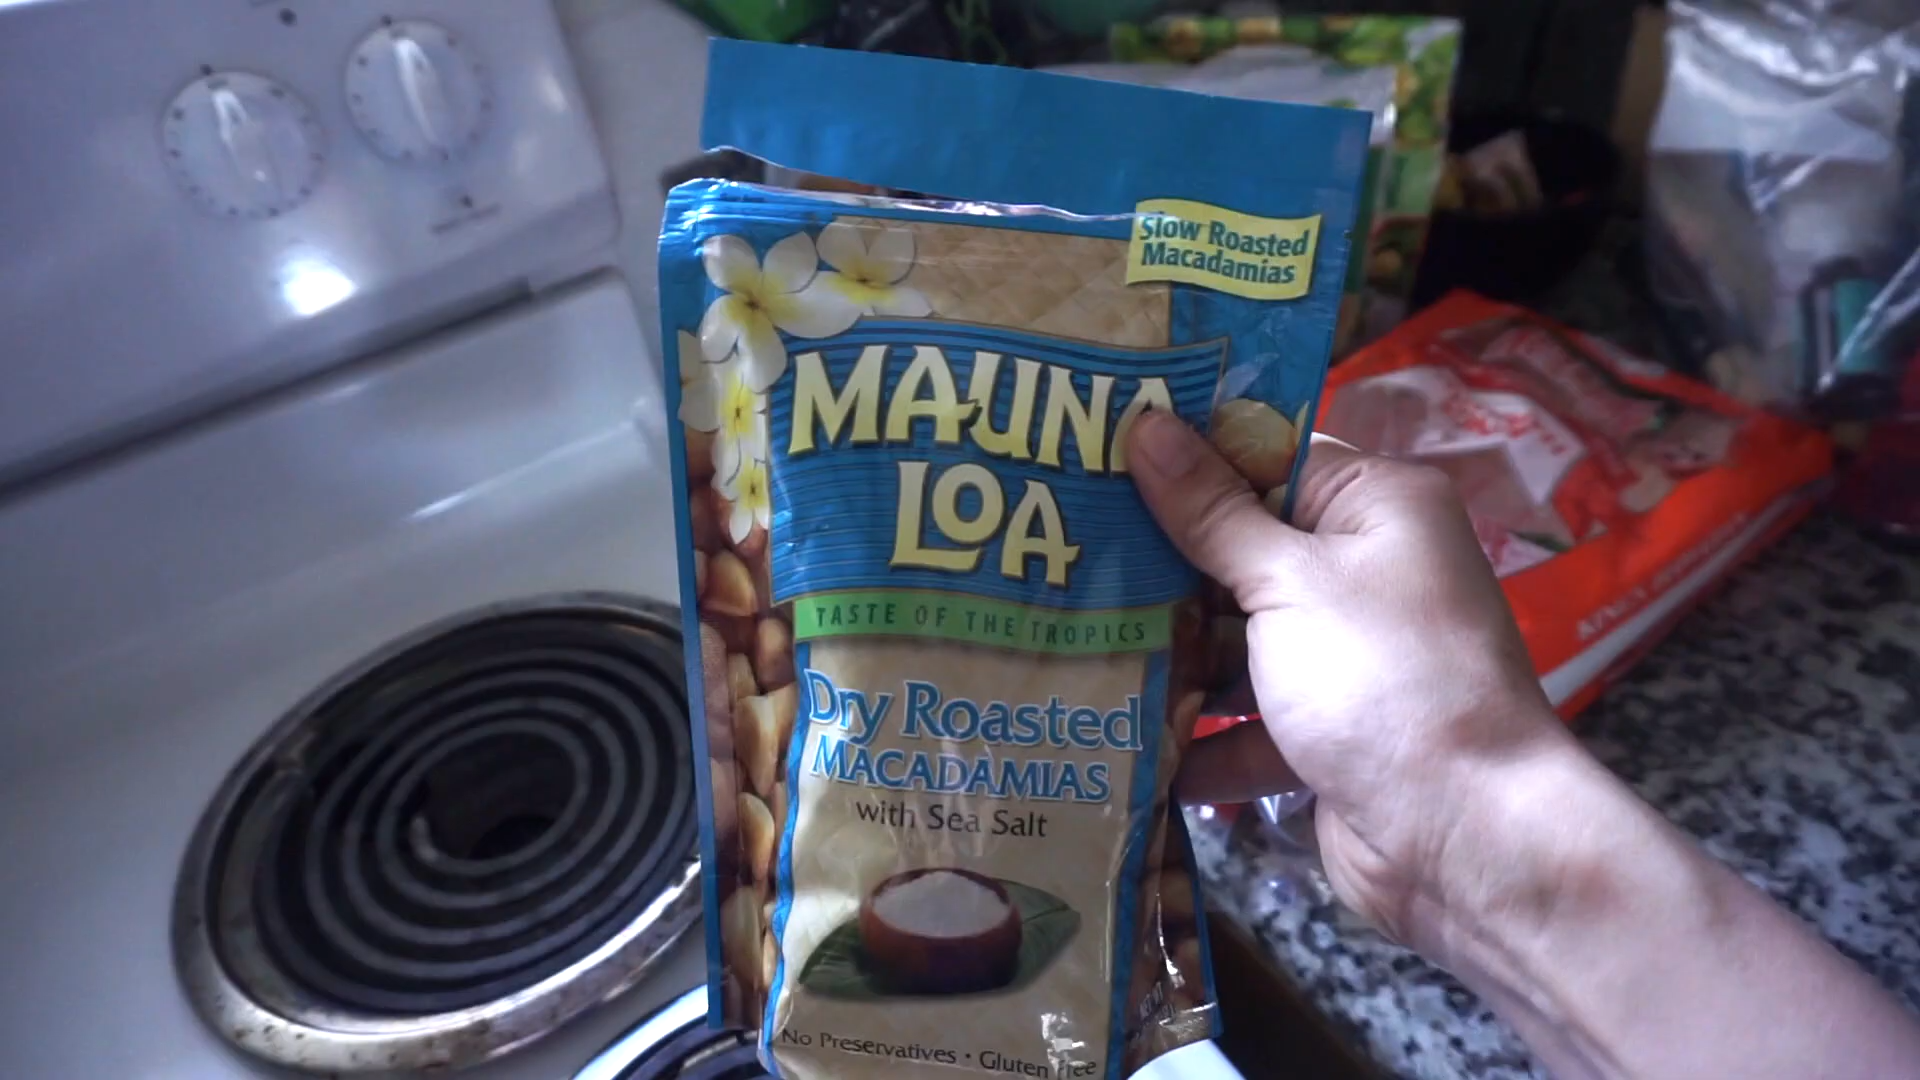 Slow Roasted
Macadamias
MAUNA
LOA
TASTE OF THE TROPICS
Dry Roasted
MACADAMIAS
with Sea Salt
No Preservatives • Gluten Free